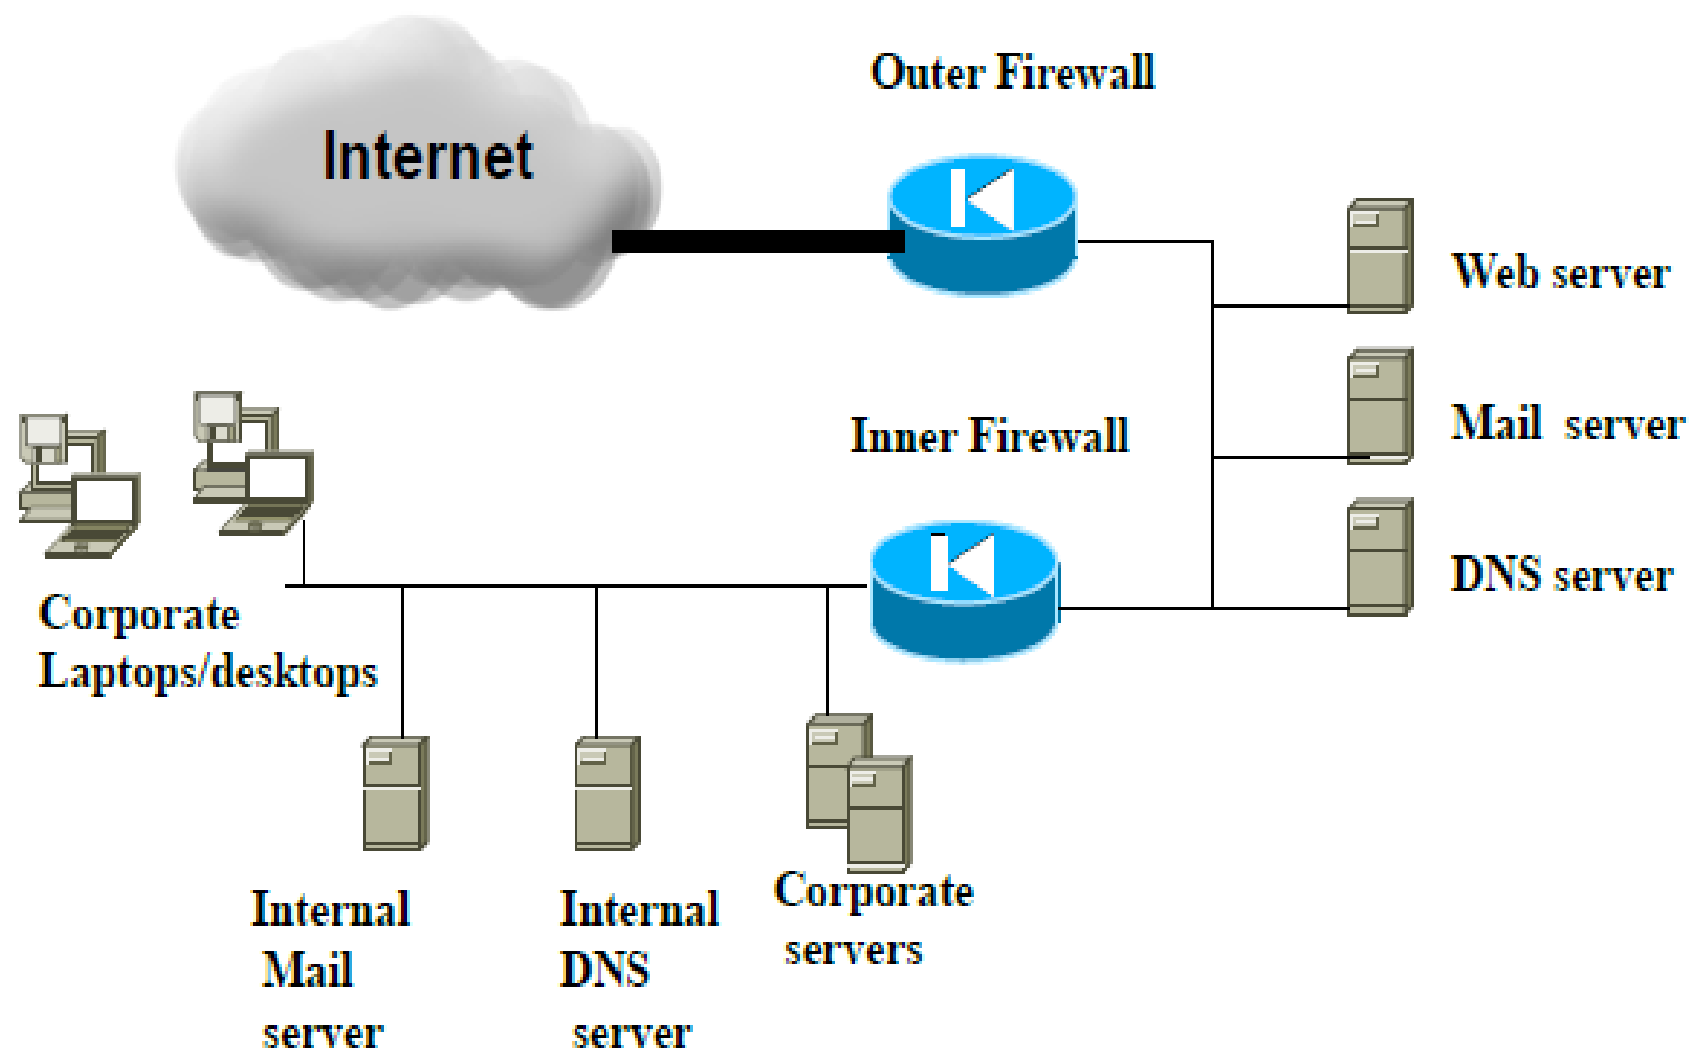 Outer Firewall
Internet
Web server
Mail server
Inner Firewall
DNS server
Corporate
Laptops/desktops
Internal
Mail
server
Internal
DNS
server
Corporate
servers